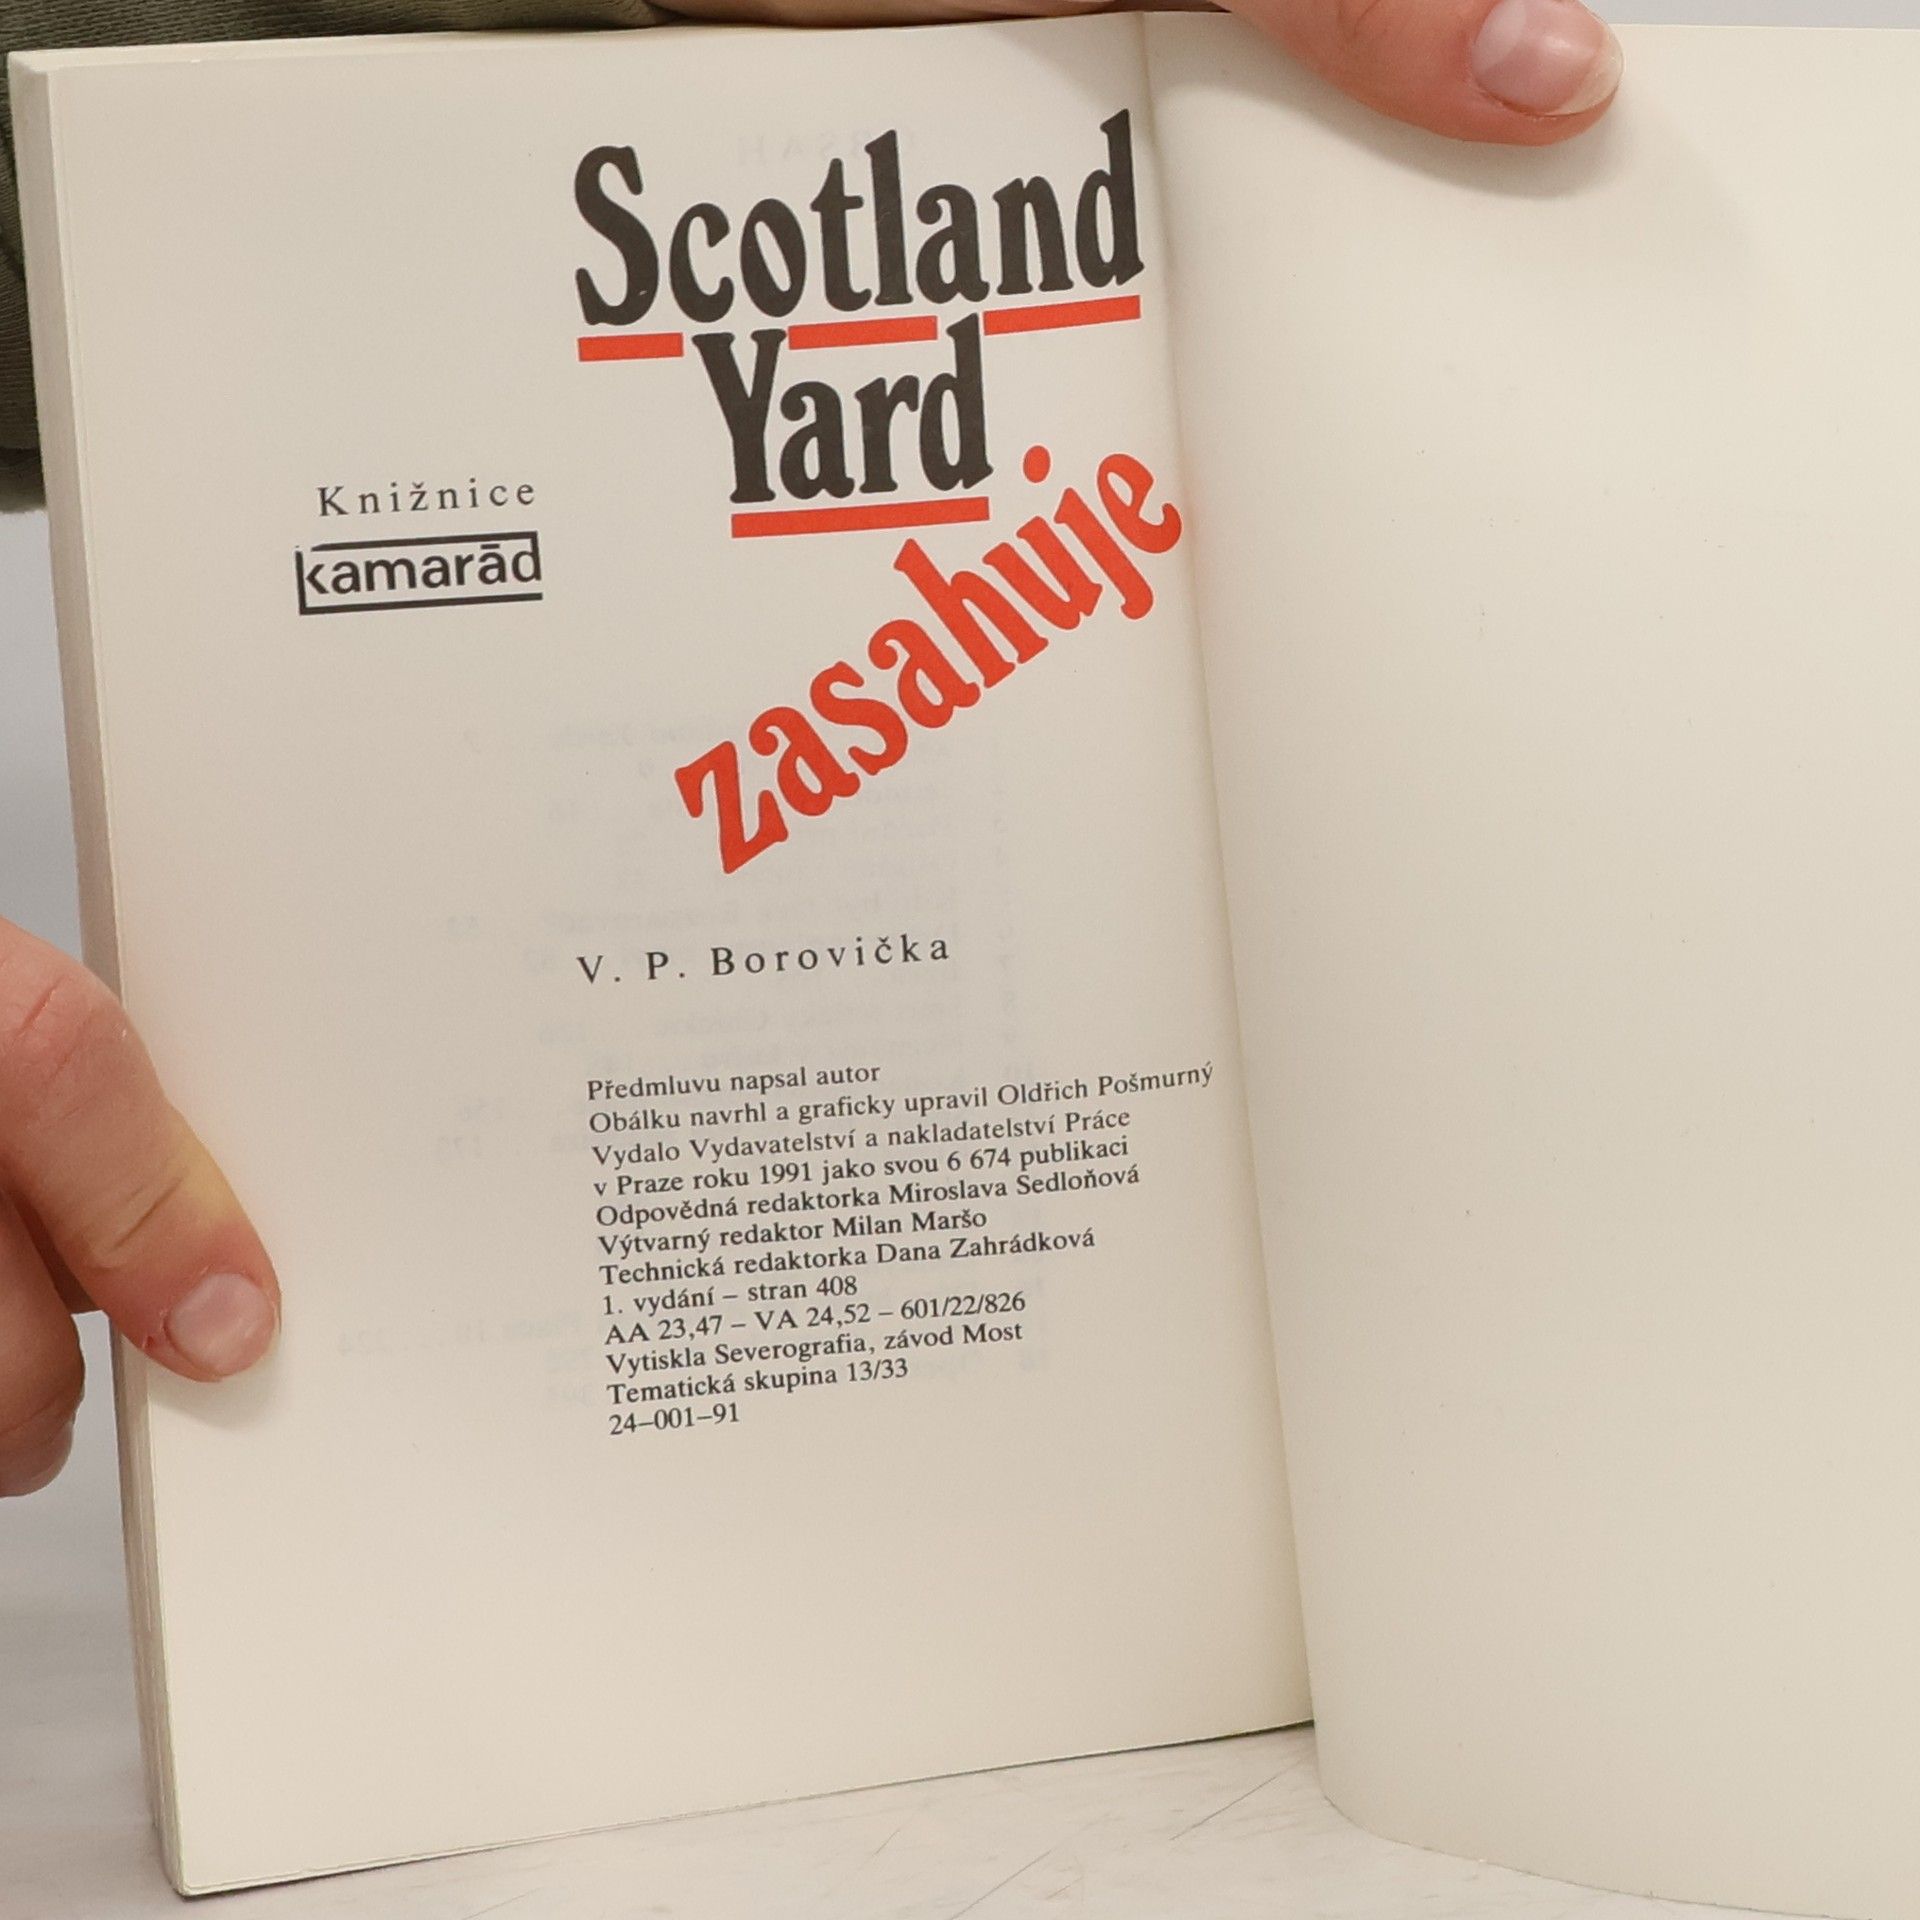 Scotland
Yard
zasahuje
Knižnice
kamarād
V. P. Borovička
Předmluvu napsal autor
Obálku navrhl a graficky upravil Oldřich Pošmurný
Vydalo Vydavatelství a nakladatelství Práce
v Praze roku 1991 jako svou 6 674 publikaci
Odpovědná redaktorka Miroslava Sedloňová
Výtvarný redaktor Milan Maršo
Technická redaktorka Dana Zahrádková
1. vydání – stran 408
AA 23,47 – VA 24,52 – 601/22/826
Vytiskla Severografia, závod Most
Tematická skupina 13/33
24–001–91